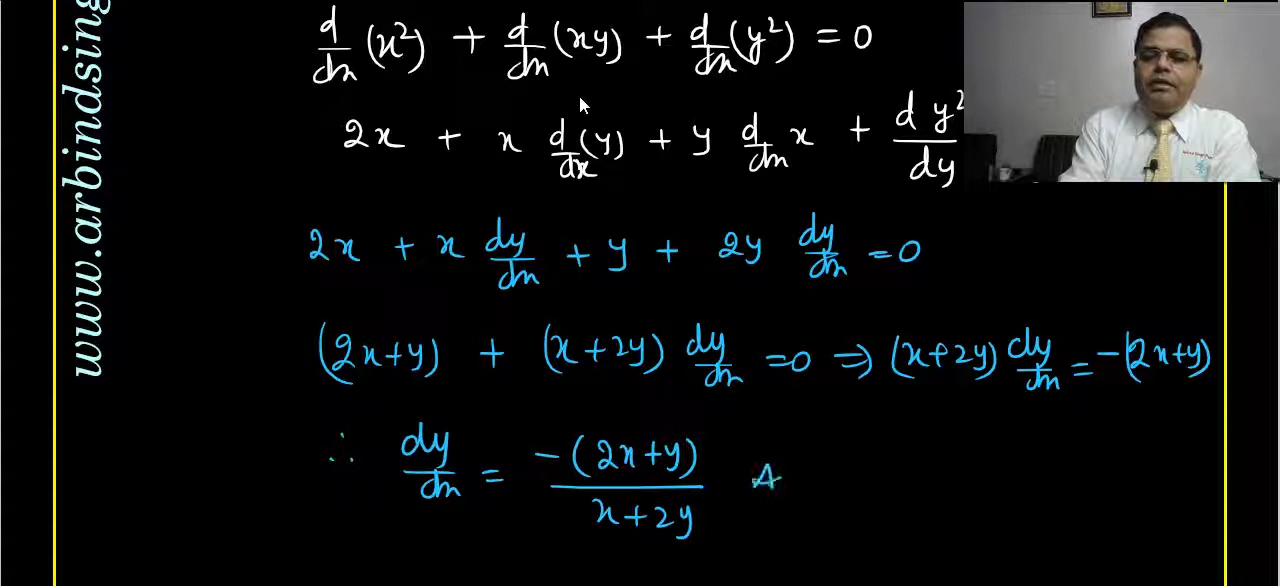 www.arbindsing
d/dx (x²) + d/dx (xy) + d/dx (y²) = 0
2x + x d/dx (y) + y d/dx x + d y²/dy
2x + x dy/dx + y + 2y dy/dx = 0
(2x+y) + (x+2y) dy/dx = 0 ⇒ (x+2y) dy/dx = -(2x+y)
∴ dy/dx = -(2x+y)/x+2y A